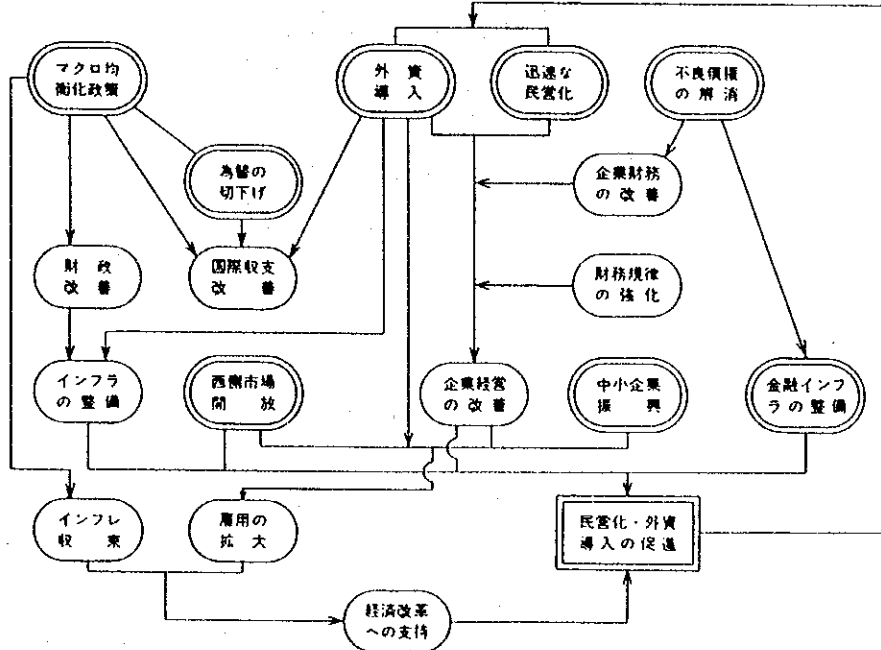 マクロ均
衡化政策
外資
導入
迅速な
民営化
不良債権
の解消
為替の
切下げ
企業財務
の改善
財政
改善
国際収支
改善
財務規律
の強化
インフラ
の整備
西側市場
開放
企業経営
の改善
中小企業
振興
金融インフ
ラの整備
インフレ
収束
雇用の
拡大
民営化・外資
導入の促進
経済改革
への支持